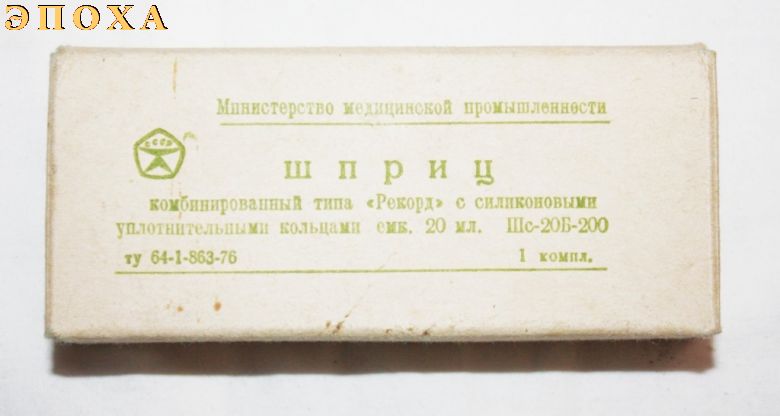 ЭПОХА
Министерство медицинской промышленности
СССР
шприц
комбинированный типа «Рекорд» с силиконовыми
уплотнительными кольцами емк. 20 мл. Шс-20Б-200
ту 64-1-863-76 1 компл.